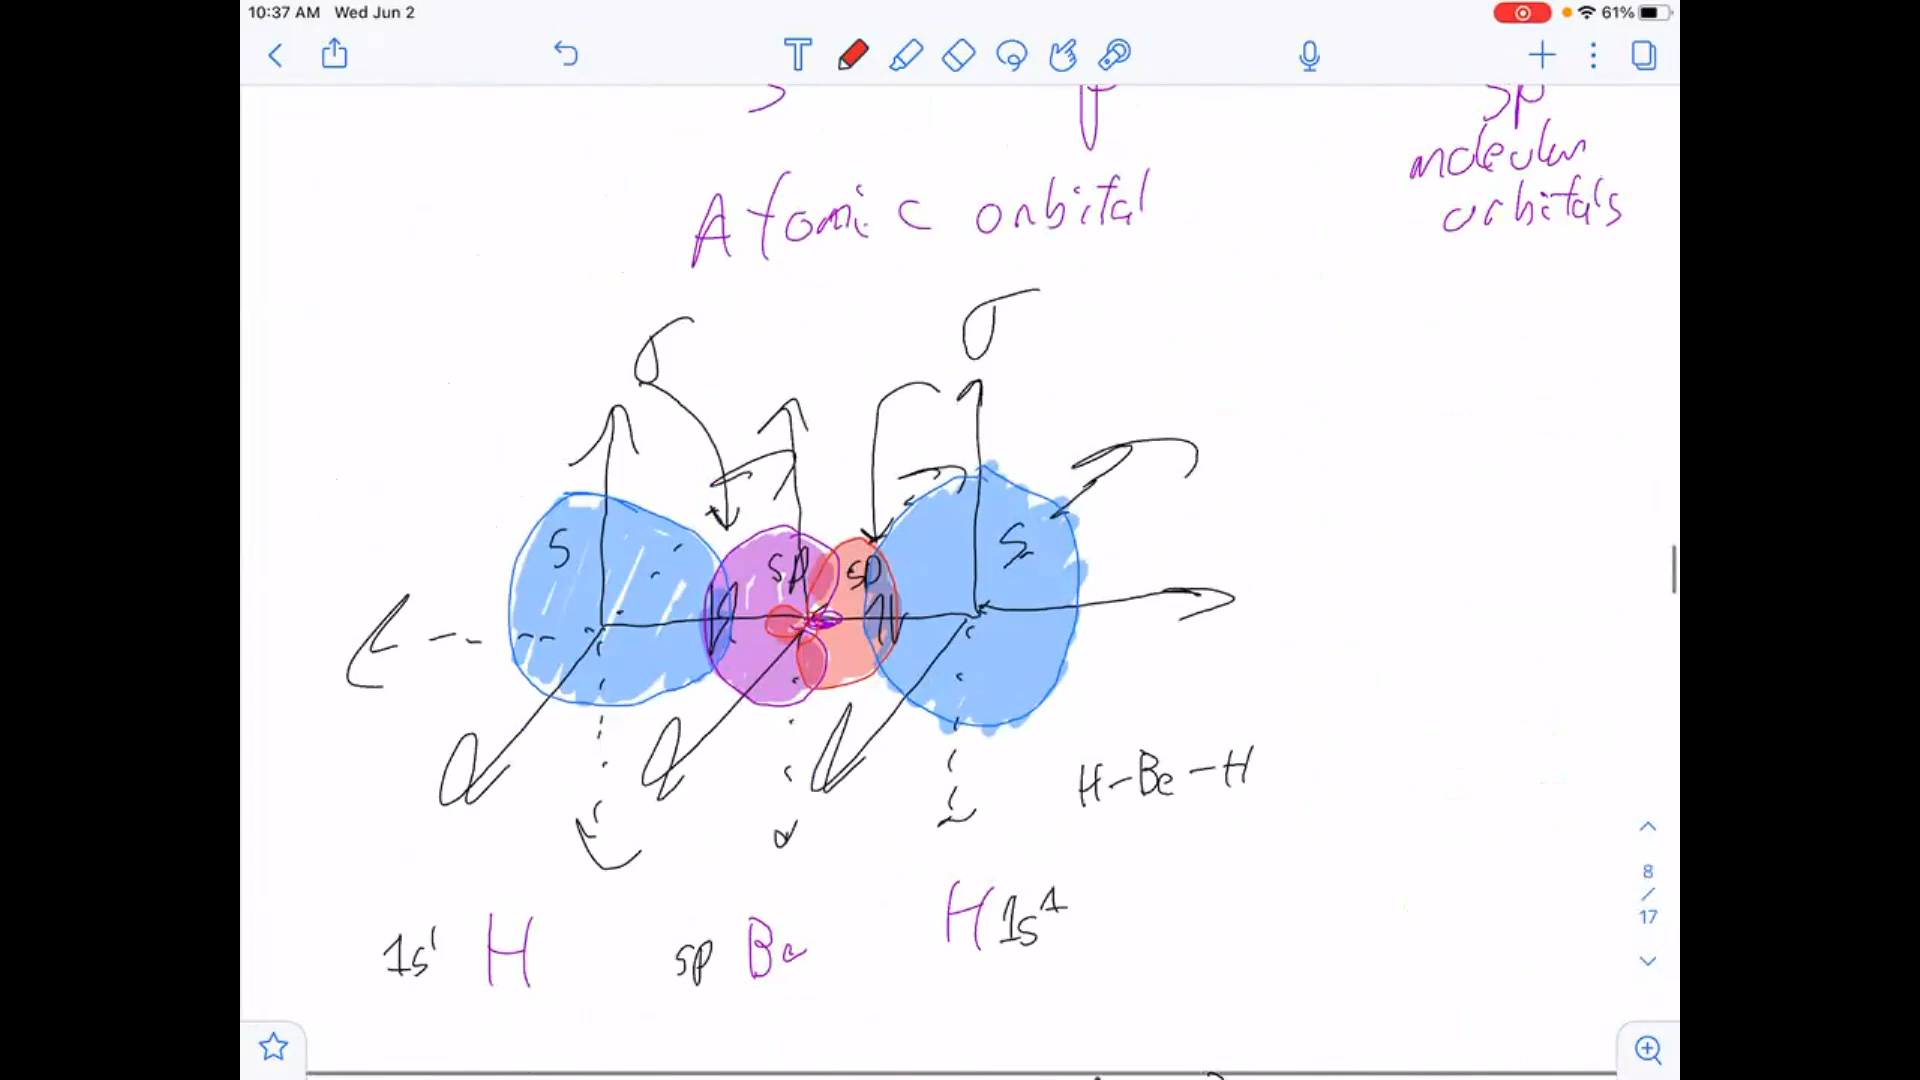 10:37 AM Wed Jun 2
61%
T
s p sp
molecular
orbitals
Atomic orbital
σ σ
S sp sp S
H-Be-H
1s¹ H sp Be H 1s¹
8
/
17